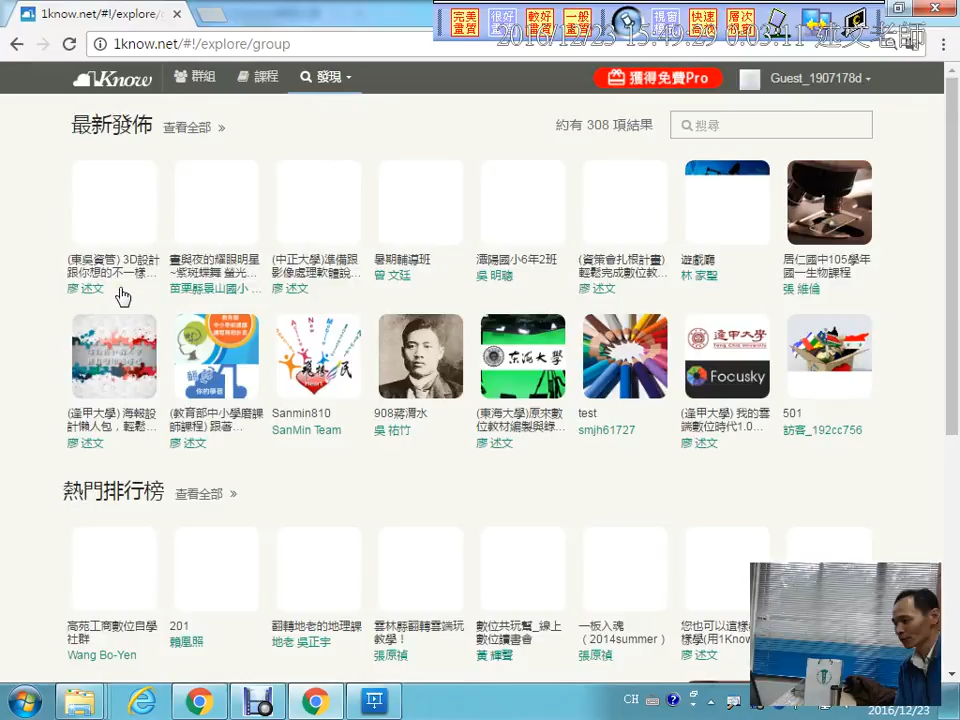 1know.net/#!/explore/
完美畫質
很好畫質
較好畫質
一般畫質
快速高效
層次
2016/12/23 15:49:29 0:03:11 述文老師
1know.net/#!/explore/group
1Know
群組
課程
發現
獲得免費Pro
Guest_1907178d
最新發佈
查看全部 »
約有 308 項結果
搜尋
(東吳資管) 3D設計
跟你想的不一樣...
廖 述文
晝與夜的耀眼明星
~紫斑蝶舞 螢光...
苗栗縣景山國小 ...
(中正大學)準備跟
影像處理軟體說...
廖 述文
暑期輔導班
曾 文廷
潭陽國小6年2班
吳 明聰
(資策會扎根計畫)
輕鬆完成數位教...
廖 述文
遊戲廳
林 家聖
居仁國中105學年
國一生物課程
張 維倫
教育部
你的學習
東海大學
逢甲大學
Feng Chia University
Focusky
(逢甲大學) 海報設
計懶人包，輕鬆...
廖 述文
(教育部中小學磨課
師課程) 跟著...
廖 述文
Sanmin810
SanMin Team
908蔣渭水
吳 祐竹
(東海大學)原來數
位教材編製與錄...
廖 述文
test
smjh61727
(逢甲大學) 我的雲
端數位時代1.0...
廖 述文
501
訪客_192cc756
熱門排行榜
查看全部 »
高苑工商數位自學
社群
Wang Bo-Yen
201
賴胤照
翻轉地老的地理課
地老 吳正宇
雲林縣翻轉雲端玩
教學！
張原禎
數位共玩幫_線上
數位讀書會
黃 輝聲
一板入魂
（2014summer）
張原禎
您也可以這樣
樣學(用1Know
廖 述文
CH
2016/12/23